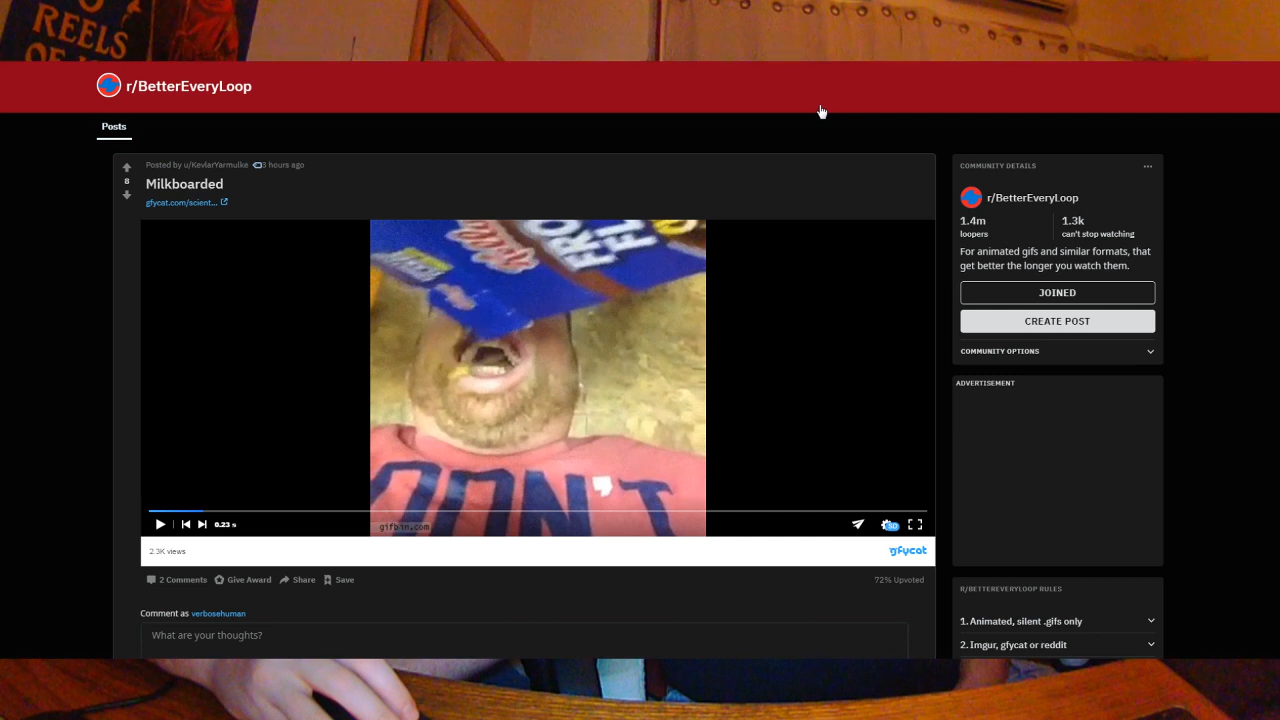 REELS
r/BetterEveryLoop
Posts
Posted by u/KevlarYarmulke 3 hours ago
8
Milkboarded
gfycat.com/scient...
DON'T
gifbin.com
0.23 s
SD
2.3K views
gfycat
2 Comments Give Award Share Save
72% Upvoted
Comment as verbosehuman
What are your thoughts?
COMMUNITY DETAILS
r/BetterEveryLoop
1.4m 1.3k
loopers can't stop watching
For animated gifs and similar formats, that
get better the longer you watch them.
JOINED
CREATE POST
COMMUNITY OPTIONS
ADVERTISEMENT
R/BETTEREVERYLOOP RULES
1. Animated, silent .gifs only
2. Imgur, gfycat or reddit